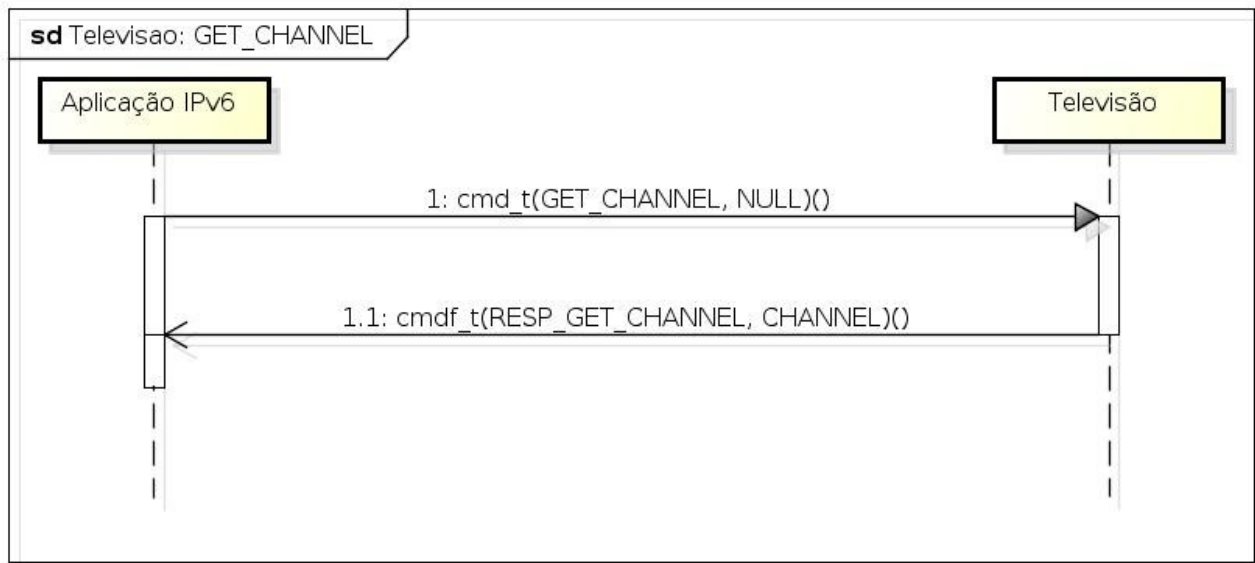 sd Televisao: GET_CHANNEL
Aplicação IPv6
Televisão
1: cmd_t(GET_CHANNEL, NULL)()
1.1: cmdf_t(RESP_GET_CHANNEL, CHANNEL)()